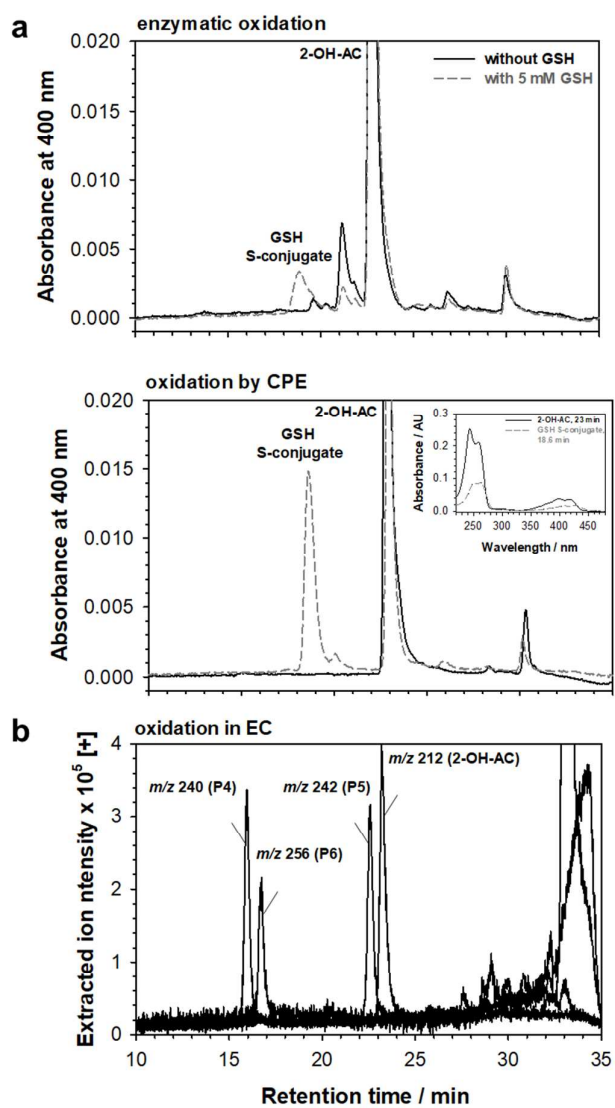 a
enzymatic oxidation
0.020
0.015
0.010
0.005
0.000
Absorbance at 400 nm
2-OH-AC
without GSH
with 5 mM GSH
GSH
S-conjugate
oxidation by CPE
0.020
0.015
0.010
0.005
0.000
Absorbance at 400 nm
2-OH-AC
GSH
S-conjugate
0.3
0.2
0.1
0.0
Absorbance / AU
2-OH-AC, 23 min
GSH S-conjugate,
18.6 min
250 300 350 400 450
Wavelength / nm
b
oxidation in EC
4
3
2
1
0
Extracted ion ntensity x 10⁵ [+]
m/z 240 (P4)
m/z 256 (P6)
m/z 242 (P5)
m/z 212 (2-OH-AC)
10 15 20 25 30 35
Retention time / min